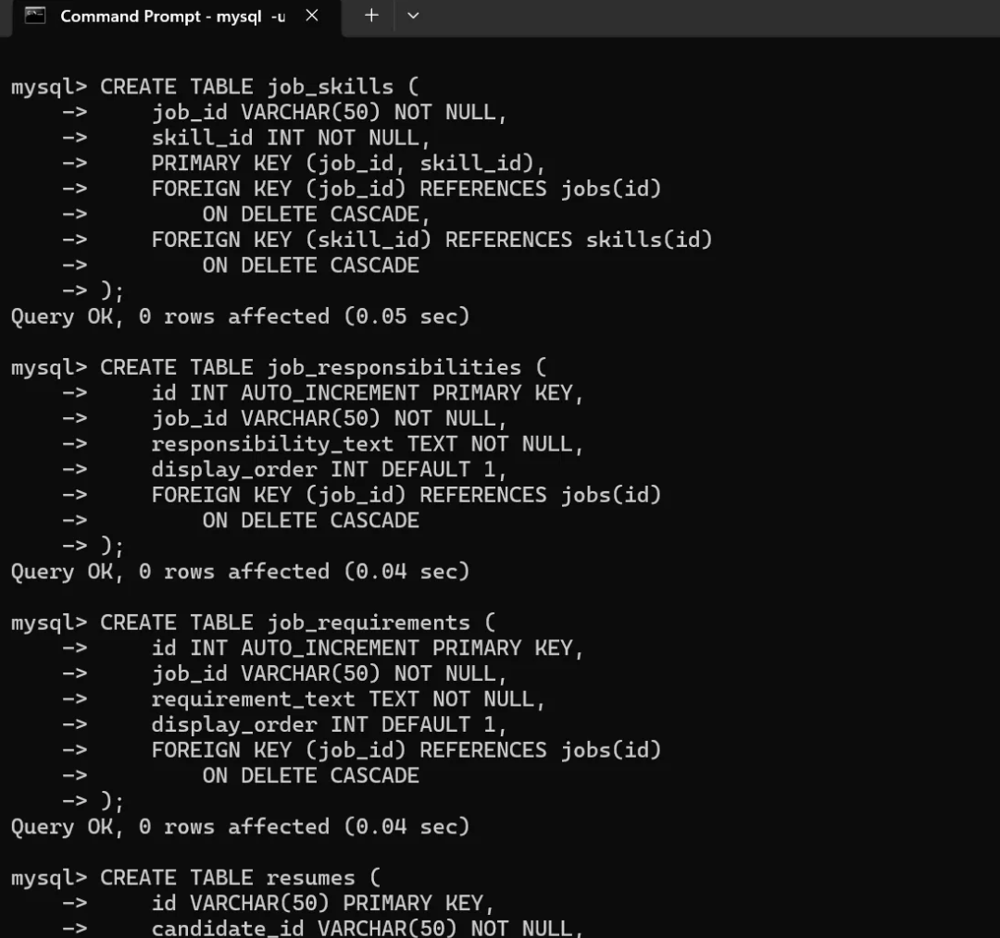 Command Prompt - mysql -u
mysql> CREATE TABLE job_skills (
    ->     job_id VARCHAR(50) NOT NULL,
    ->     skill_id INT NOT NULL,
    ->     PRIMARY KEY (job_id, skill_id),
    ->     FOREIGN KEY (job_id) REFERENCES jobs(id)
    ->         ON DELETE CASCADE,
    ->     FOREIGN KEY (skill_id) REFERENCES skills(id)
    ->         ON DELETE CASCADE
    -> );
Query OK, 0 rows affected (0.05 sec)
mysql> CREATE TABLE job_responsibilities (
    ->     id INT AUTO_INCREMENT PRIMARY KEY,
    ->     job_id VARCHAR(50) NOT NULL,
    ->     responsibility_text TEXT NOT NULL,
    ->     display_order INT DEFAULT 1,
    ->     FOREIGN KEY (job_id) REFERENCES jobs(id)
    ->         ON DELETE CASCADE
    -> );
Query OK, 0 rows affected (0.04 sec)
mysql> CREATE TABLE job_requirements (
    ->     id INT AUTO_INCREMENT PRIMARY KEY,
    ->     job_id VARCHAR(50) NOT NULL,
    ->     requirement_text TEXT NOT NULL,
    ->     display_order INT DEFAULT 1,
    ->     FOREIGN KEY (job_id) REFERENCES jobs(id)
    ->         ON DELETE CASCADE
    -> );
Query OK, 0 rows affected (0.04 sec)
mysql> CREATE TABLE resumes (
    ->     id VARCHAR(50) PRIMARY KEY,
    ->     candidate_id VARCHAR(50) NOT NULL,